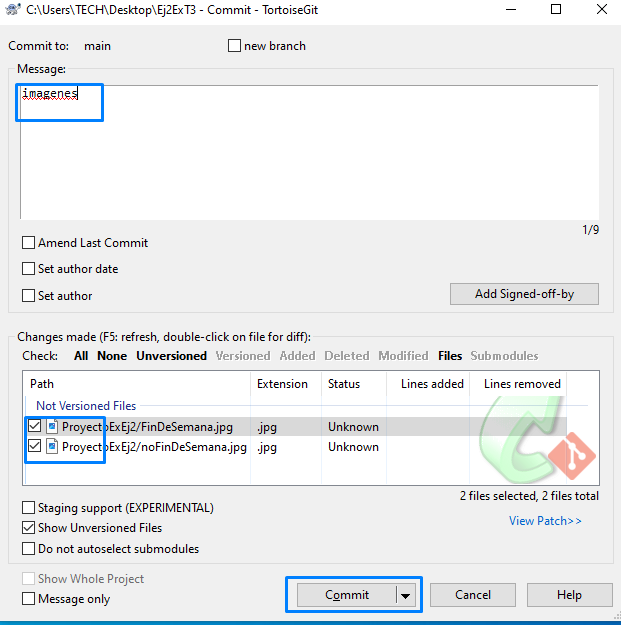 C:\Users\TECH\Desktop\Ej2ExT3 - Commit - TortoiseGit
Commit to: main new branch
Message:
imagenes
1/9
Amend Last Commit
Set author date
Set author
Add Signed-off-by
Changes made (F5: refresh, double-click on file for diff):
Check: All None Unversioned Versioned Added Deleted Modified Files Submodules
Path Extension Status Lines added Lines removed
Not Versioned Files
ProyectoExEj2/FinDeSemana.jpg .jpg Unknown
ProyectoExEj2/noFinDeSemana.jpg .jpg Unknown
2 files selected, 2 files total
Staging support (EXPERIMENTAL)
Show Unversioned Files
View Patch>>
Do not autoselect submodules
Show Whole Project
Message only
Commit Cancel Help